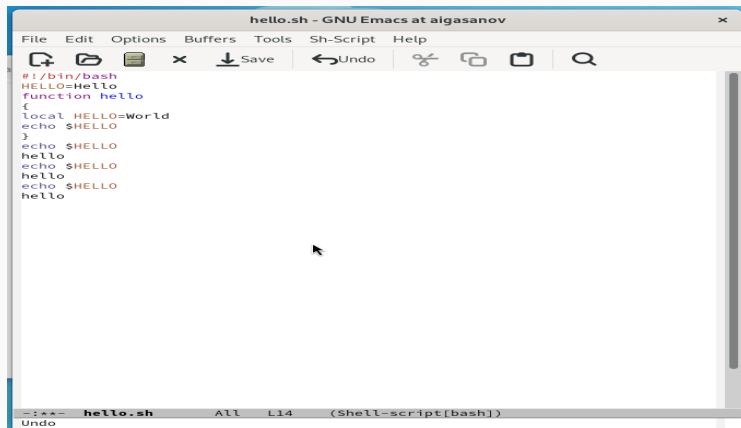 hello.sh - GNU Emacs at aigasanov
File Edit Options Buffers Tools Sh-Script Help
Save Undo
#!/bin/bash
HELLO=Hello
function hello
{
local HELLO=World
echo $HELLO
}
echo $HELLO
hello
echo $HELLO
hello
echo $HELLO
hello
-:**- hello.sh All L14 (Shell-script[bash])
Undo